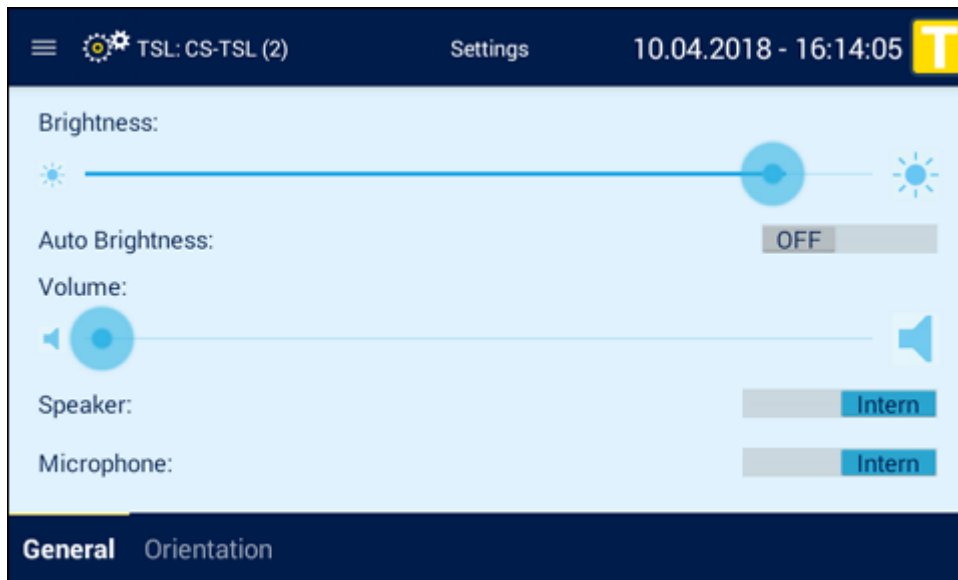 TSL: CS-TSL (2) Settings 10.04.2018 - 16:14:05 T
Brightness:
Auto Brightness: OFF
Volume:
Speaker: Intern
Microphone: Intern
General Orientation